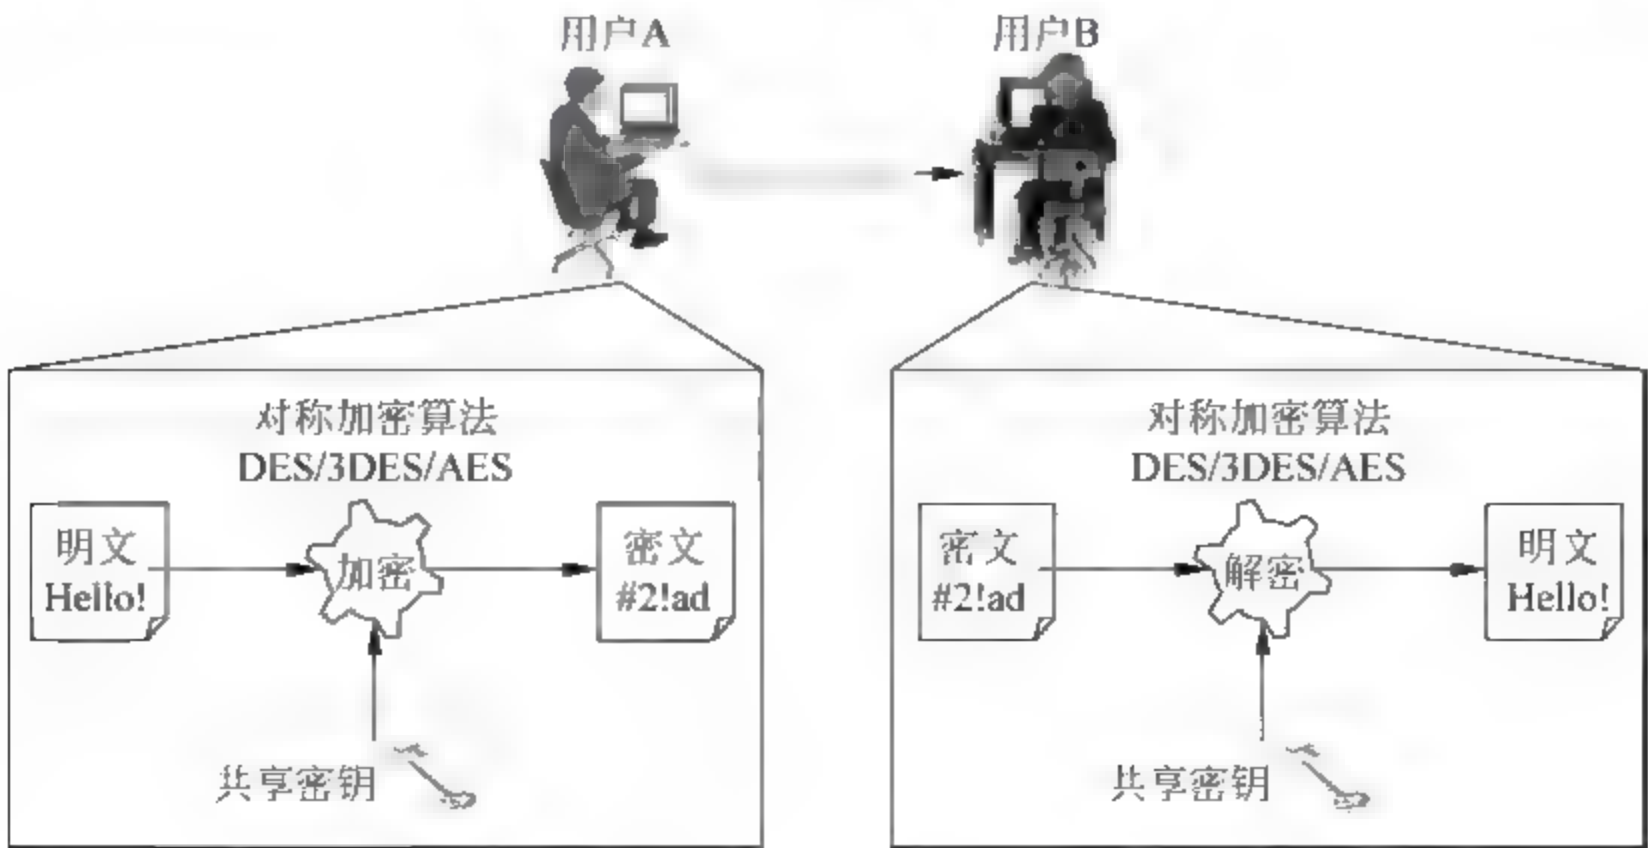 用户A
用户B
对称加密算法
DES/3DES/AES
明文
Hello!
加密
密文
#2!ad
共享密钥
对称加密算法
DES/3DES/AES
密文
#2!ad
解密
明文
Hello!
共享密钥